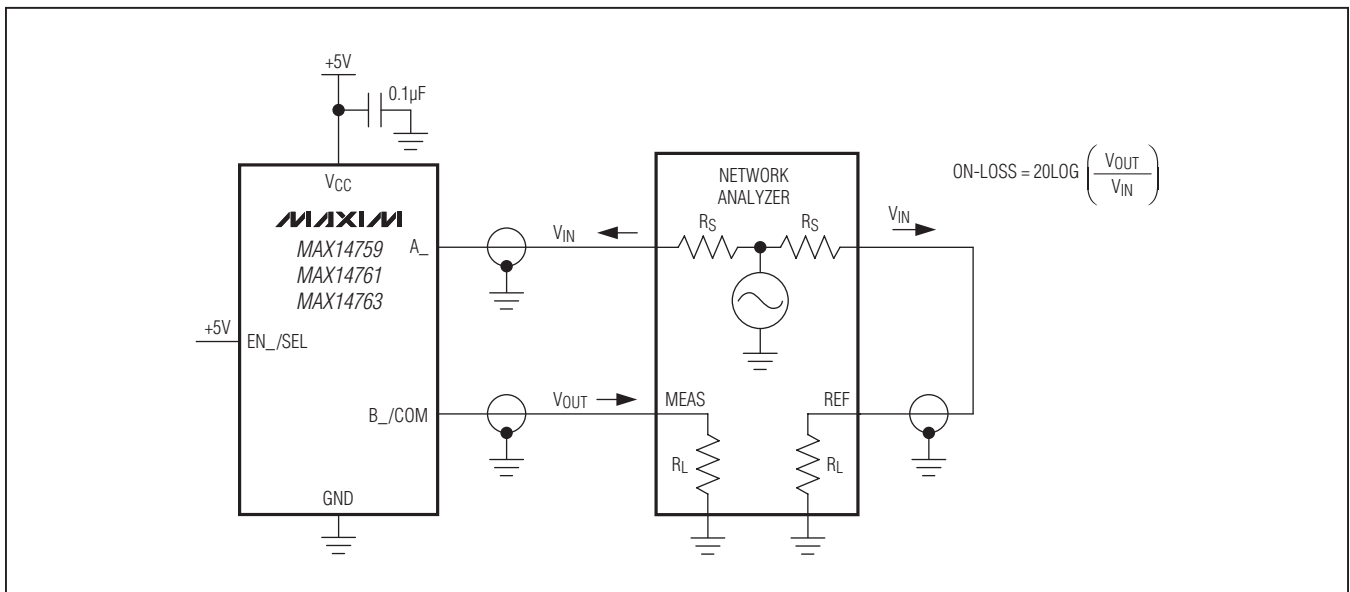 +5V
0.1µF
VCC
MAXIM
MAX14759
MAX14761
MAX14763
A_
+5V
EN_/SEL
B_/COM
GND
VIN
VOUT
NETWORK
ANALYZER
RS
RS
MEAS
REF
RL
RL
VIN
ON-LOSS = 20LOG (VOUT / VIN)